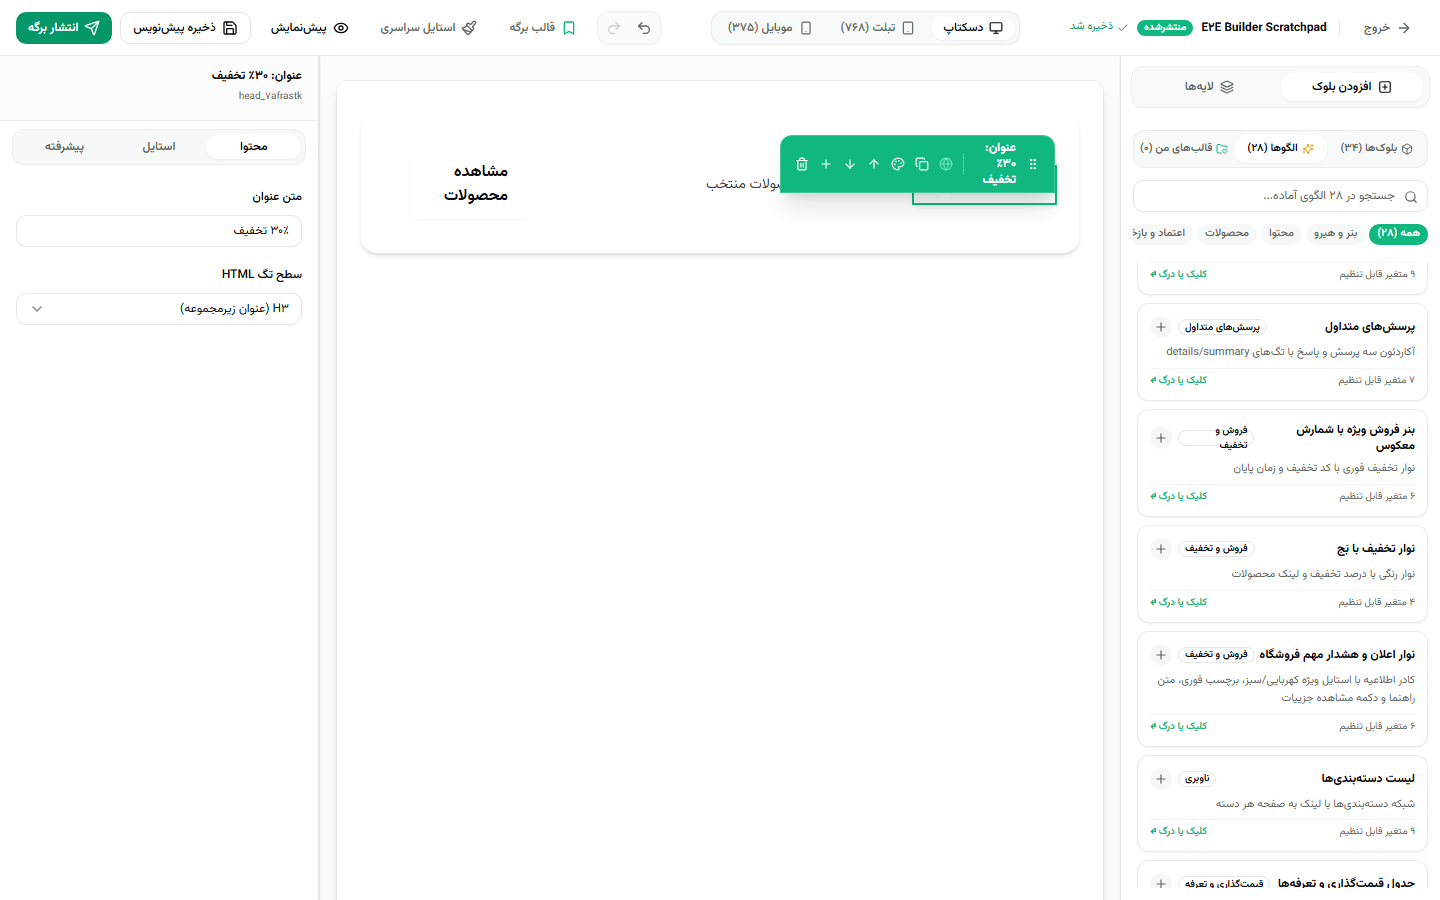 خروج
E2E Builder Scratchpad
منتشرشده
ذخیره شد
دسکتاپ
تبلت (۷۶۸)
موبایل (۳۷۵)
قالب برگه
استایل سراسری
پیش‌نمایش
ذخیره پیش‌نویس
انتشار برگه
افزودن بلوک
لایه‌ها
بلوک‌ها (۳۴)
الگوها (۲۸)
قالب‌های من (۰)
جستجو در ۲۸ الگوی آماده...
همه (۲۸)
بنر و هیرو
محتوا
محصولات
اعتماد و بازخ
۹ متغیر قابل تنظیم
کلیک یا درگ
پرسش‌های متداول
پرسش‌های متداول
آکاردئون سه پرسش و پاسخ با تگ‌های details/summary
۷ متغیر قابل تنظیم
کلیک یا درگ
بنر فروش ویژه با شمارش
معکوس
فروش و
تخفیف
نوار تخفیف فوری با کد تخفیف و زمان پایان
۶ متغیر قابل تنظیم
کلیک یا درگ
نوار تخفیف با بَج
فروش و تخفیف
نوار رنگی با درصد تخفیف و لینک محصولات
۴ متغیر قابل تنظیم
کلیک یا درگ
نوار اعلان و هشدار مهم فروشگاه
فروش و تخفیف
کادر اطلاعیه با استایل ویژه کهربایی/سبز، برچسب فوری، متن
راهنما و دکمه مشاهده جزییات
۶ متغیر قابل تنظیم
کلیک یا درگ
لیست دسته‌بندی‌ها
ناوبری
شبکه دسته‌بندی‌ها با لینک به صفحه هر دسته
۹ متغیر قابل تنظیم
کلیک یا درگ
جدول قیمت‌گذاری و تعرفه‌ها
قیمت‌گذاری و تعرفه
عنوان:
۳۰٪
تخفیف
ولات منتخب
مشاهده
محصولات
عنوان: ۳۰٪ تخفیف
head_۷afrastk
محتوا
استایل
پیشرفته
متن عنوان
۳۰٪ تخفیف
سطح تگ HTML
H۳ (عنوان زیرمجموعه)